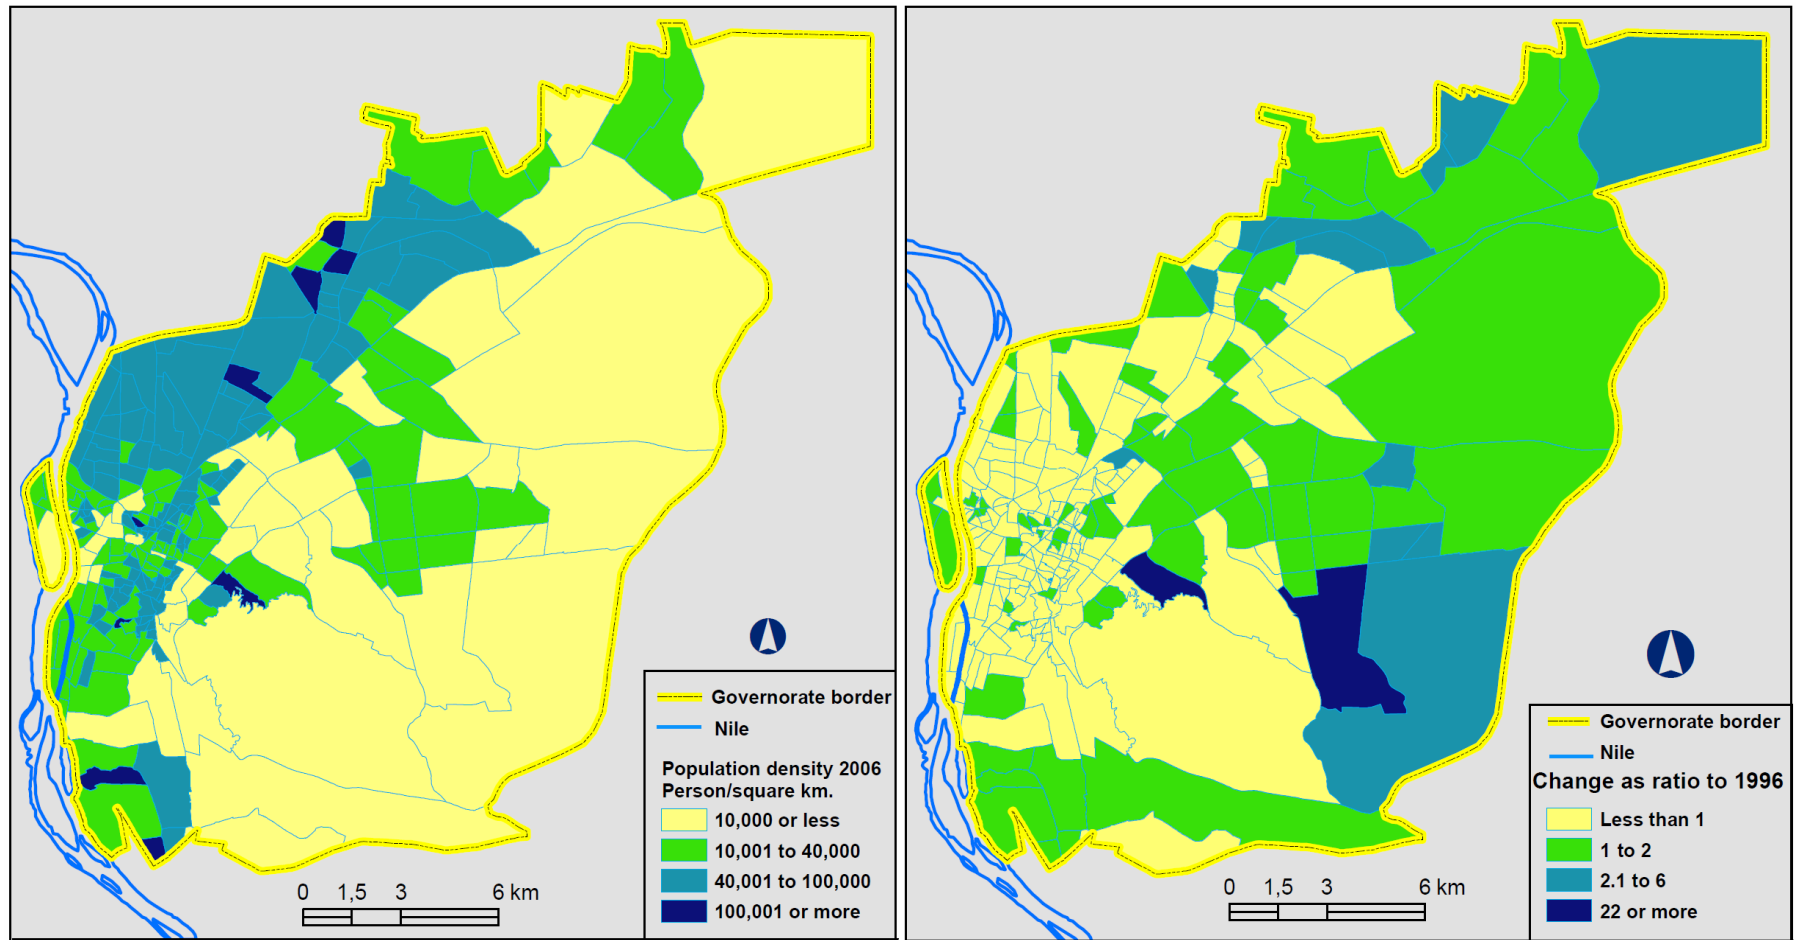 Governorate border
Nile
Population density 2006
Person/square km.
10,000 or less
10,001 to 40,000
40,001 to 100,000
100,001 or more
0 1,5 3 6 km
Governorate border
Nile
Change as ratio to 1996
Less than 1
1 to 2
2.1 to 6
22 or more
0 1,5 3 6 km